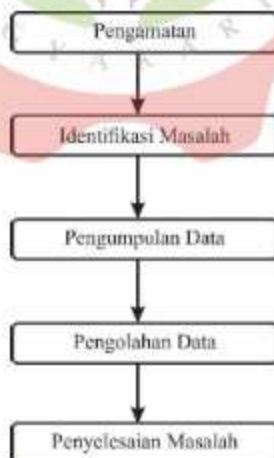 Pengamatan
Identifikasi Masalah
Pengumpulan Data
Pengolahan Data
Penyelesaian Masalah